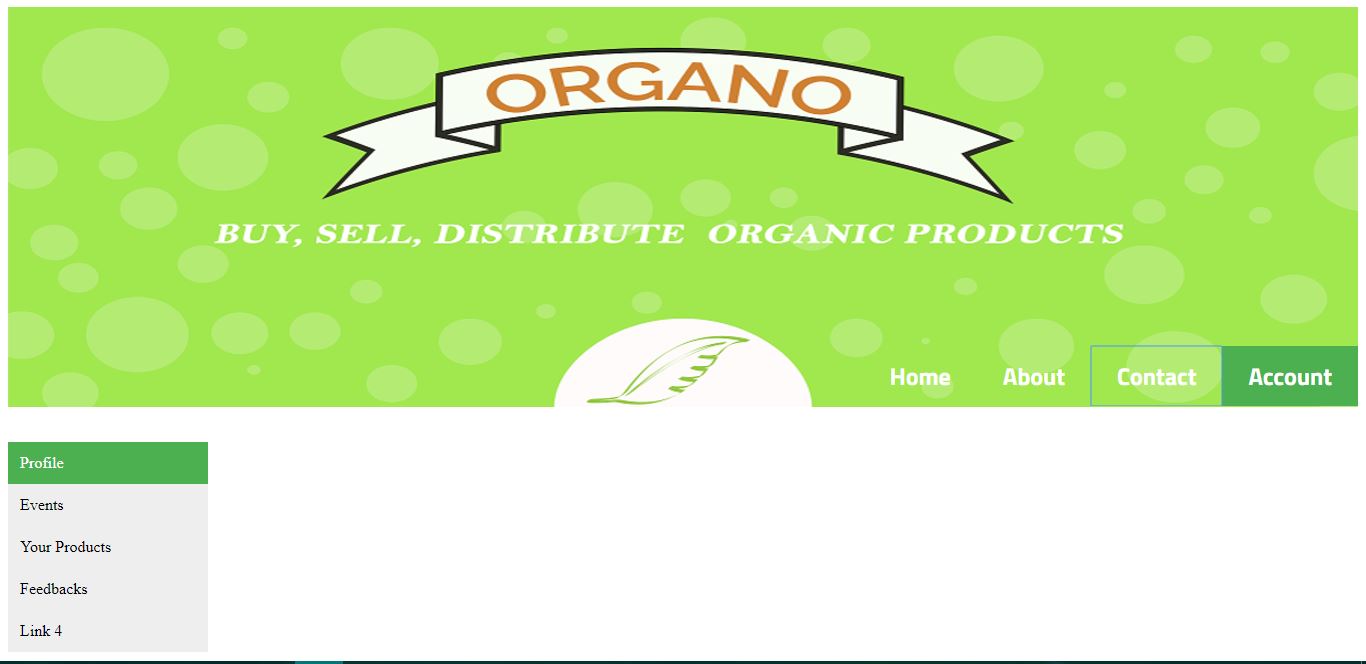 ORGANO
BUY, SELL, DISTRIBUTE ORGANIC PRODUCTS
Home About Contact Account
Profile
Events
Your Products
Feedbacks
Link 4